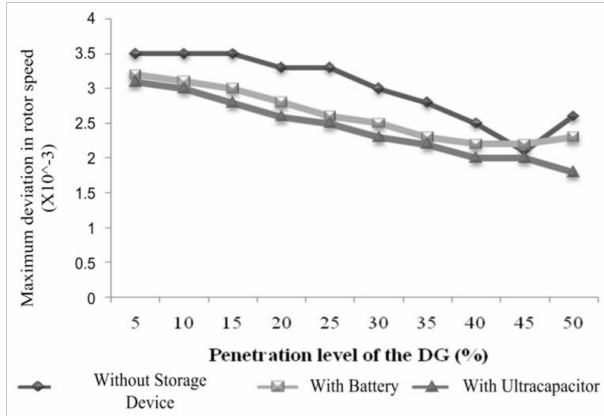 Maximum deviation in rotor speed
(X10^-3)
4
3.5
3
2.5
2
1.5
1
0.5
0
5 10 15 20 25 30 35 40 45 50
Penetration level of the DG (%)
Without Storage
Device
With Battery
With Ultracapacitor